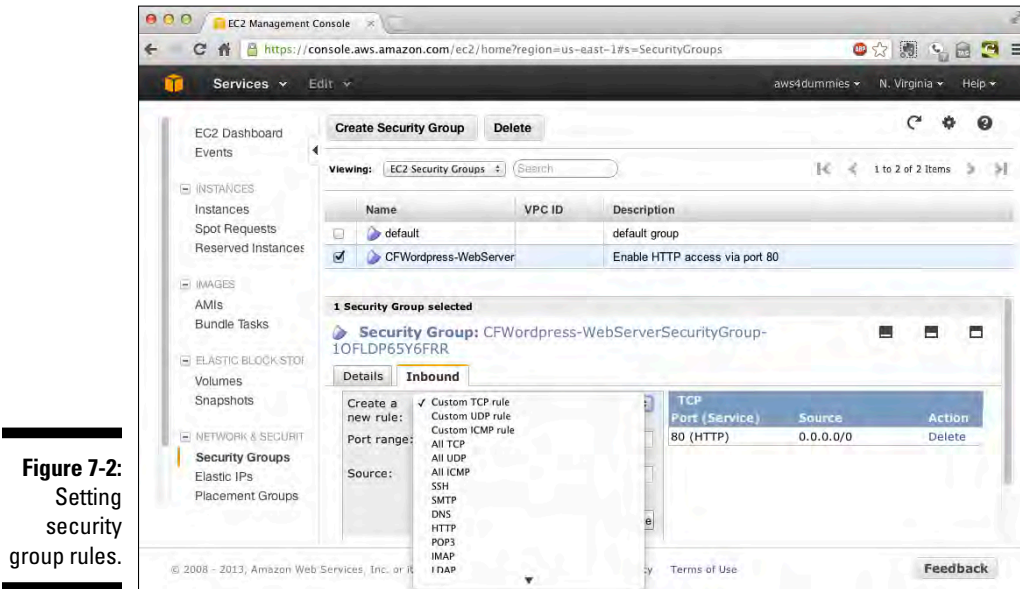 EC2 Management Console
https://console.aws.amazon.com/ec2/home?region=us-east-1#s=SecurityGroups
Services Edit aws4dummies N. Virginia Help
EC2 Dashboard
Events
INSTANCES
Instances
Spot Requests
Reserved Instances
IMAGES
AMIs
Bundle Tasks
ELASTIC BLOCK STOR
Volumes
Snapshots
NETWORK & SECURIT
Security Groups
Elastic IPs
Placement Groups
Create Security Group Delete
Viewing: EC2 Security Groups Search 1 to 2 of 2 Items
Name VPC ID Description
default default group
CFWordpress-WebServer Enable HTTP access via port 80
1 Security Group selected
Security Group: CFWordpress-WebServerSecurityGroup-
1OFLDP65Y6FRR
Details Inbound
Create a
new rule:
Port range:
Source:
✓ Custom TCP rule
Custom UDP rule
Custom ICMP rule
All TCP
All UDP
All ICMP
SSH
SMTP
DNS
HTTP
POP3
IMAP
LDAP
TCP
Port (Service) Source Action
80 (HTTP) 0.0.0.0/0 Delete
© 2008 - 2013, Amazon Web Services, Inc. or Terms of Use Feedback
Figure 7-2:
Setting
security
group rules.